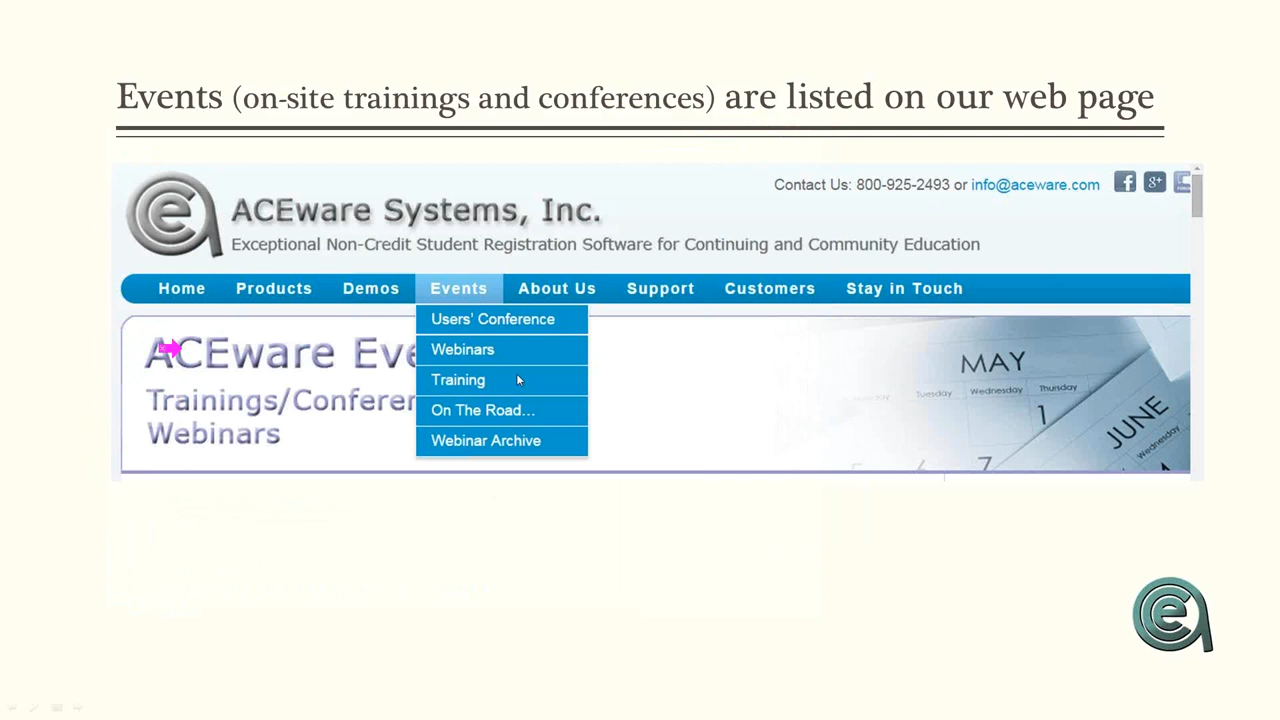 Events (on-site trainings and conferences) are listed on our web page
Contact Us: 800-925-2493 or info@aceware.com
ACEware Systems, Inc.
Exceptional Non-Credit Student Registration Software for Continuing and Community Education
Home Products Demos Events About Us Support Customers Stay in Touch
Users' Conference
Webinars
Training
On The Road...
Webinar Archive
ACEware Eve
Trainings/Conferen
Webinars
MAY
Tuesday Wednesday Thursday
1
6 7
JUNE
Wednesday